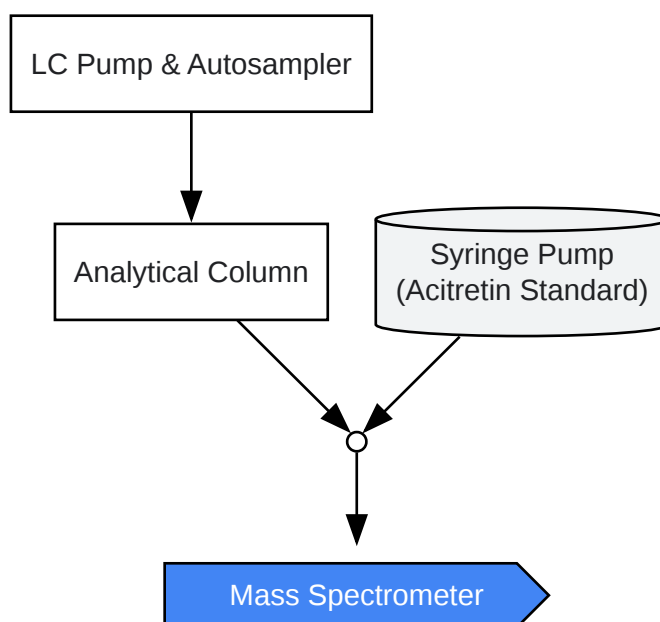 LC Pump & Autosampler
Analytical Column
Syringe Pump
(Acitretin Standard)
Mass Spectrometer